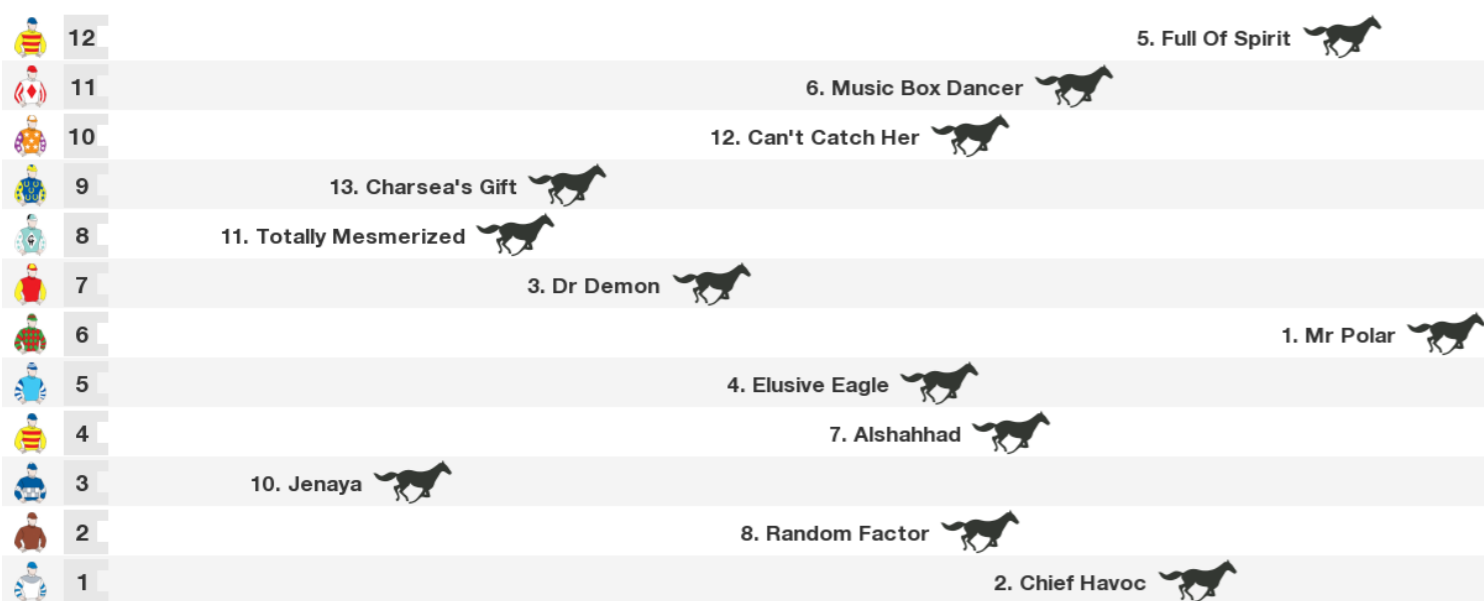 12 5. Full Of Spirit
11 6. Music Box Dancer
10 12. Can't Catch Her
9 13. Charsea's Gift
8 11. Totally Mesmerized
7 3. Dr Demon
6 1. Mr Polar
5 4. Elusive Eagle
4 7. Alshahhad
3 10. Jenaya
2 8. Random Factor
1 2. Chief Havoc